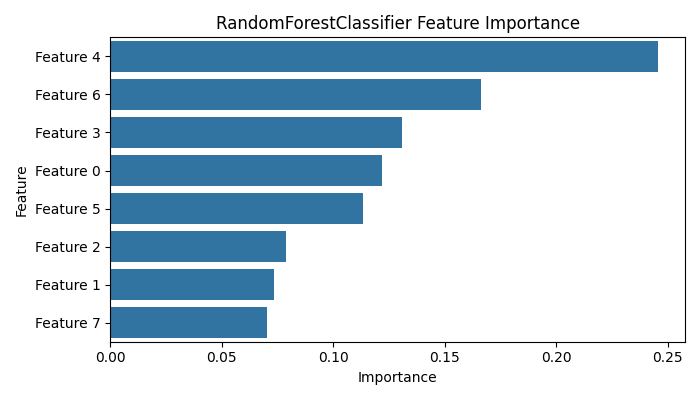 RandomForestClassifier Feature Importance
Feature
Feature 4
Feature 6
Feature 3
Feature 0
Feature 5
Feature 2
Feature 1
Feature 7
0.00 0.05 0.10 0.15 0.20 0.25
Importance